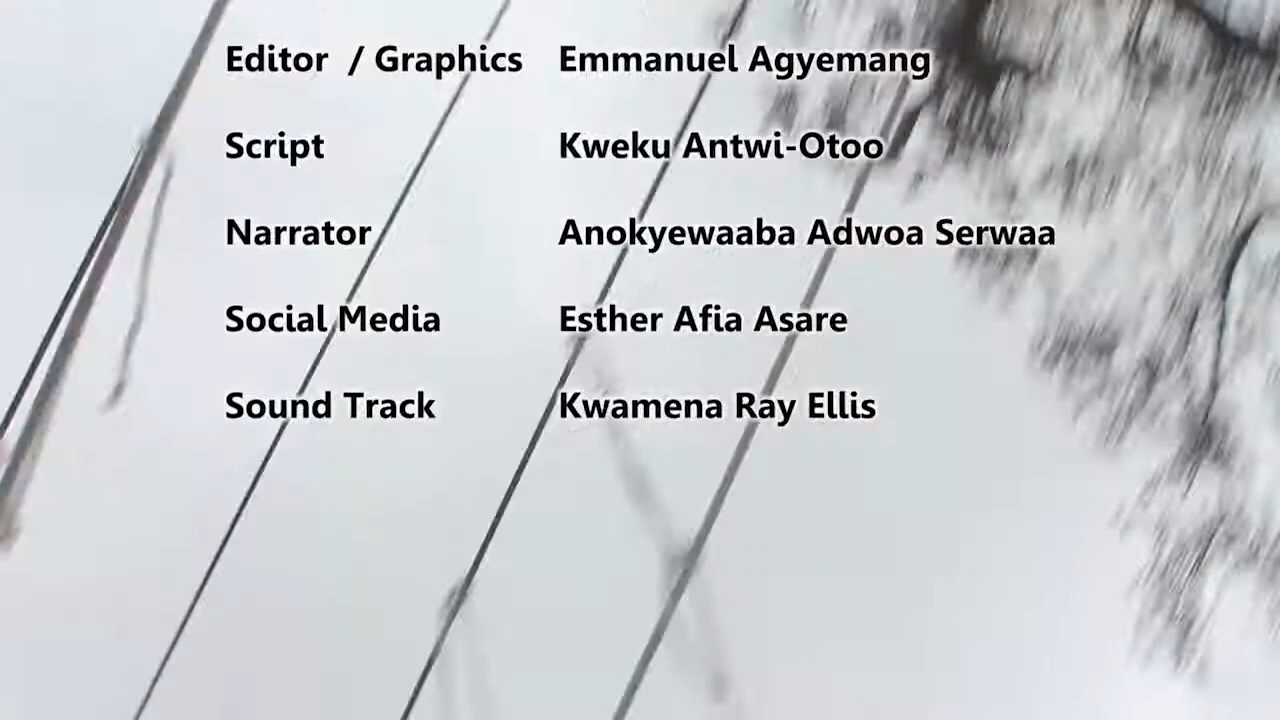 Editor / Graphics Emmanuel Agyemang
Script Kweku Antwi-Otoo
Narrator Anokyewaaba Adwoa Serwaa
Social Media Esther Afia Asare
Sound Track Kwamena Ray Ellis